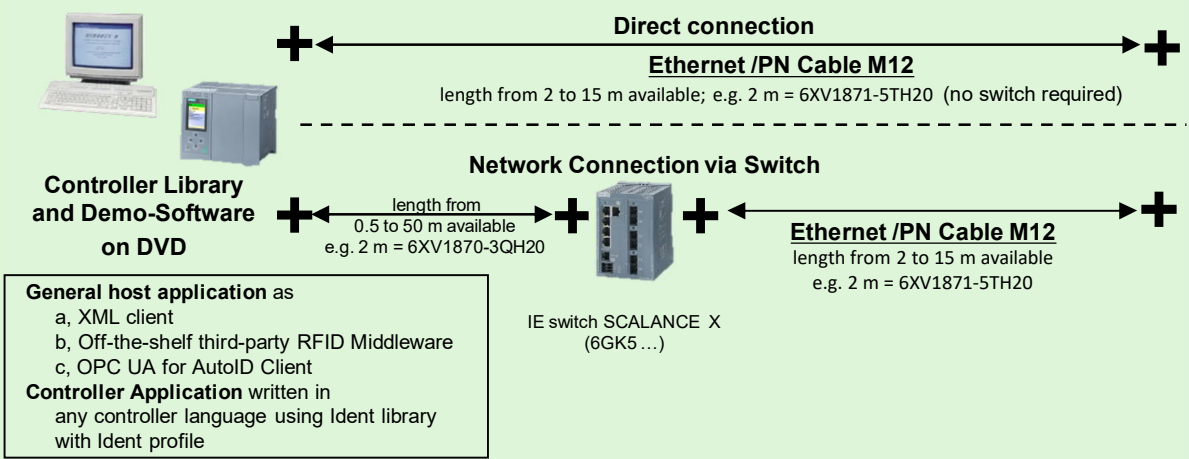 Direct connection
Ethernet /PN Cable M12
length from 2 to 15 m available; e.g. 2 m = 6XV1871-5TH20 (no switch required)
Network Connection via Switch
Controller Library
and Demo-Software
on DVD
length from
0.5 to 50 m available
e.g. 2 m = 6XV1870-3QH20
Ethernet /PN Cable M12
length from 2 to 15 m available
e.g. 2 m = 6XV1871-5TH20
IE switch SCALANCE X
(6GK5 ...)
General host application as
a, XML client
b, Off-the-shelf third-party RFID Middleware
c, OPC UA for AutoID Client
Controller Application written in
any controller language using Ident library
with Ident profile